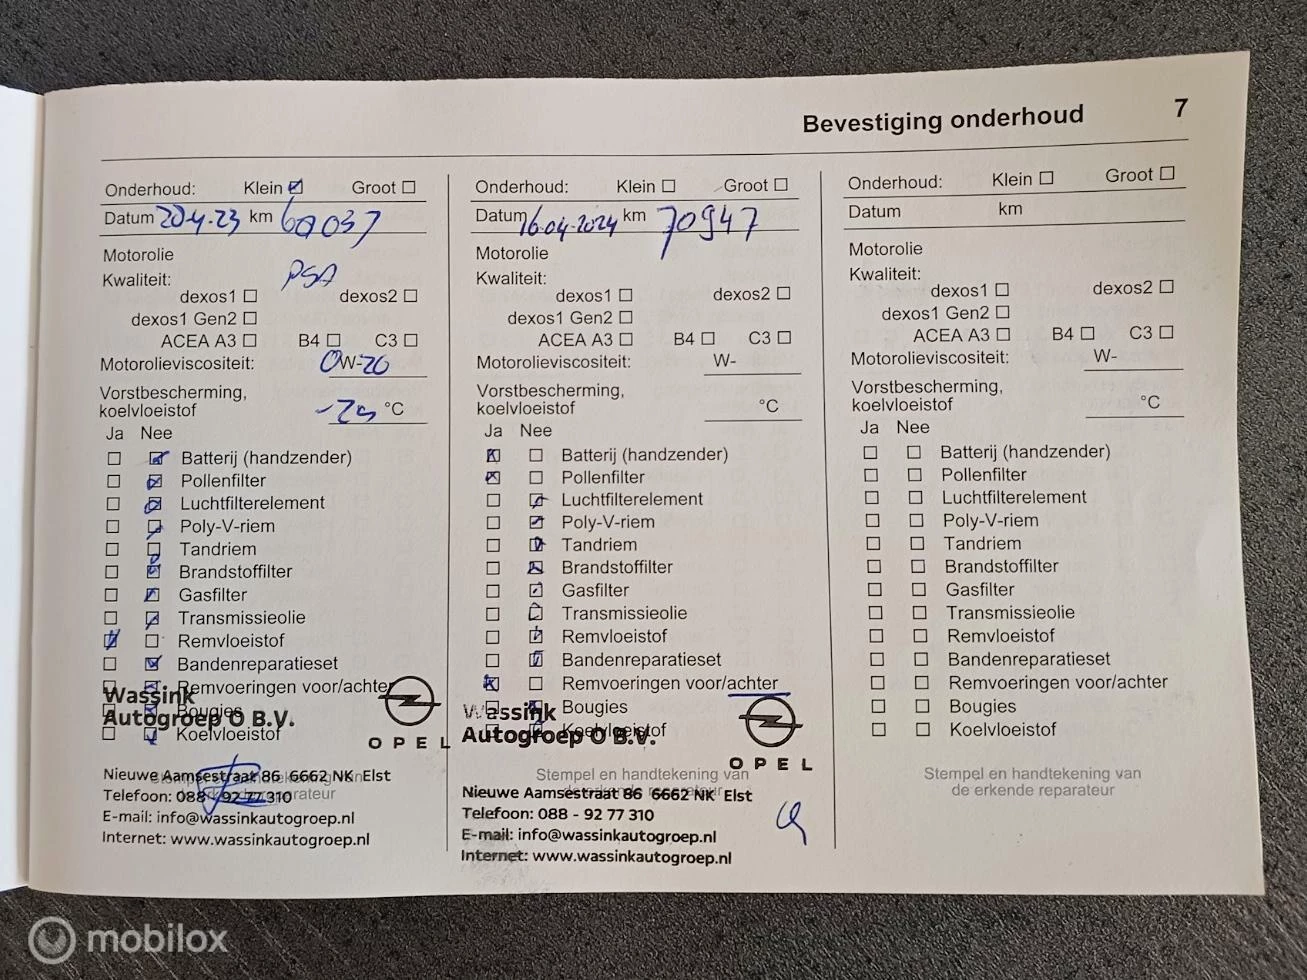 Bevestiging onderhoud 7
Onderhoud: Klein Groot
Datum 20.4.23 km 60037
Motorolie
Kwaliteit: PSA
dexos1 dexos2
dexos1 Gen2
ACEA A3 B4 C3
Motorolieviscositeit: 0W-20
Vorstbescherming,
koelvloeistof °C
Ja Nee
Batterij (handzender)
Pollenfilter
Luchtfilterelement
Poly-V-riem
Tandriem
Brandstoffilter
Gasfilter
Transmissieolie
Remvloeistof
Bandenreparatieset
Remvoeringen voor/achter
Bougies
Koelvloeistof
Wassink
Autogroep O B.V.
OPEL
Nieuwe Aamsestraat 86 6662 NK Elst
Telefoon: 088 - 92 77 310
E-mail: info@wassinkautogroep.nl
Internet: www.wassinkautogroep.nl
Onderhoud: Klein Groot
Datum 16-04-2024 km 70947
Motorolie
Kwaliteit:
dexos1 dexos2
dexos1 Gen2
ACEA A3 B4 C3
Motorolieviscositeit: W-
Vorstbescherming,
koelvloeistof °C
Ja Nee
Batterij (handzender)
Pollenfilter
Luchtfilterelement
Poly-V-riem
Tandriem
Brandstoffilter
Gasfilter
Transmissieolie
Remvloeistof
Bandenreparatieset
Remvoeringen voor/achter
Bougies
Koelvloeistof
Wassink
Autogroep O B.V.
OPEL
Stempel en handtekening van
de erkende reparateur
Nieuwe Aamsestraat 86 6662 NK Elst
Telefoon: 088 - 92 77 310
E-mail: info@wassinkautogroep.nl
Internet: www.wassinkautogroep.nl
Onderhoud: Klein Groot
Datum km
Motorolie
Kwaliteit:
dexos1 dexos2
dexos1 Gen2
ACEA A3 B4 C3
Motorolieviscositeit: W-
Vorstbescherming,
koelvloeistof °C
Ja Nee
Batterij (handzender)
Pollenfilter
Luchtfilterelement
Poly-V-riem
Tandriem
Brandstoffilter
Gasfilter
Transmissieolie
Remvloeistof
Bandenreparatieset
Remvoeringen voor/achter
Bougies
Koelvloeistof
Stempel en handtekening van
de erkende reparateur
mobilox